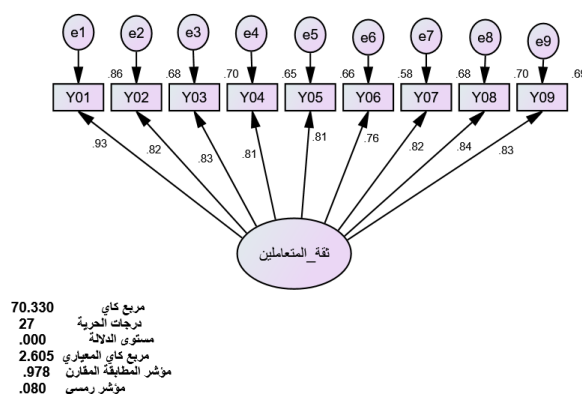 e1 e2 e3 e4 e5 e6 e7 e8 e9
.86 .68 .70 .65 .66 .58 .68 .70 .69
Y01 Y02 Y03 Y04 Y05 Y06 Y07 Y08 Y09
.93 .82 .83 .81 .81 .76 .82 .84 .83
ثقة_المتعاملين
مربع كاي 70.330
درجات الحرية 27
مستوى الدلالة .000
مربع كاي المعياري 2.605
مؤشر المطابقة المقارن .978
مؤشر رمسي .080